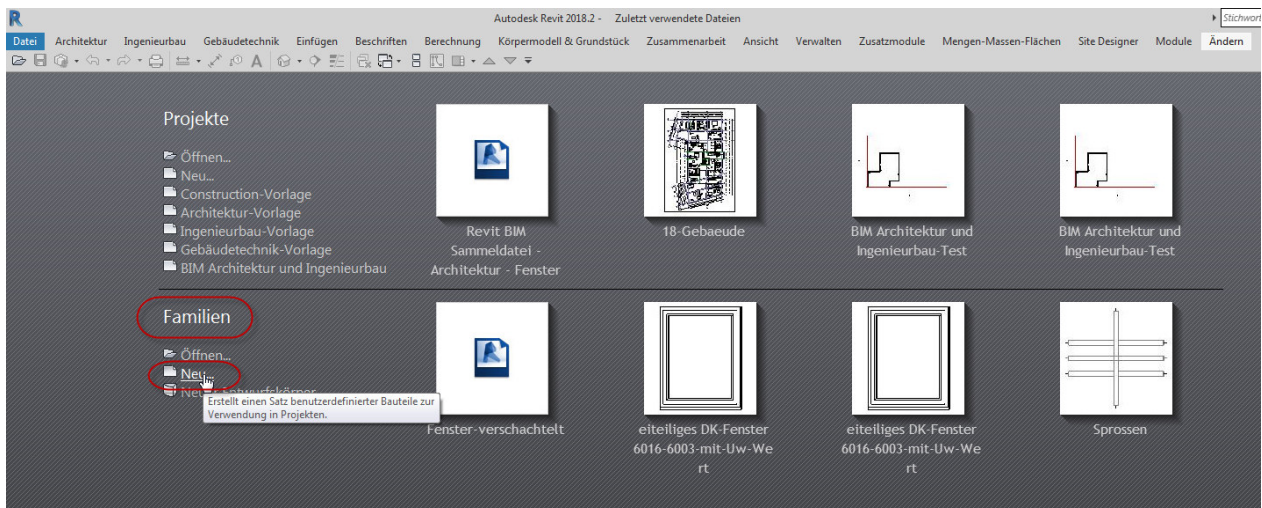 Autodesk Revit 2018.2 - Zuletzt verwendete Dateien
Stichwort
Datei Architektur Ingenieurbau Gebäudetechnik Einfügen Beschriften Berechnung Körpermodell & Grundstück Zusammenarbeit Ansicht Verwalten Zusatzmodule Mengen-Massen-Flächen Site Designer Module Ändern
Projekte
Öffnen...
Neu...
Construction-Vorlage
Architektur-Vorlage
Ingenieurbau-Vorlage
Gebäudetechnik-Vorlage
BIM Architektur und Ingenieurbau
Revit BIM
Sammeldatei -
Architektur - Fenster
18-Gebaeude
BIM Architektur und
Ingenieurbau-Test
BIM Architektur und
Ingenieurbau-Test
Familien
Öffnen...
Neu...
Erstellt einen Satz benutzerdefinierter Bauteile zur
Verwendung in Projekten.
Fenster-verschachtelt
eiteiliges DK-Fenster
6016-6003-mit-Uw-We
rt
eiteiliges DK-Fenster
6016-6003-mit-Uw-We
rt
Sprossen